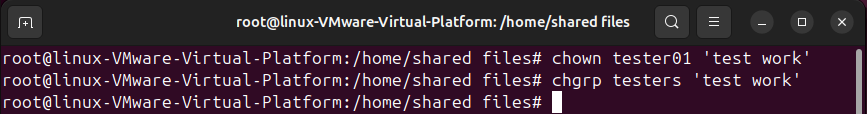 root@linux-VMware-Virtual-Platform: /home/shared files
root@linux-VMware-Virtual-Platform:/home/shared files# chown tester01 'test work'
root@linux-VMware-Virtual-Platform:/home/shared files# chgrp testers 'test work'
root@linux-VMware-Virtual-Platform:/home/shared files#